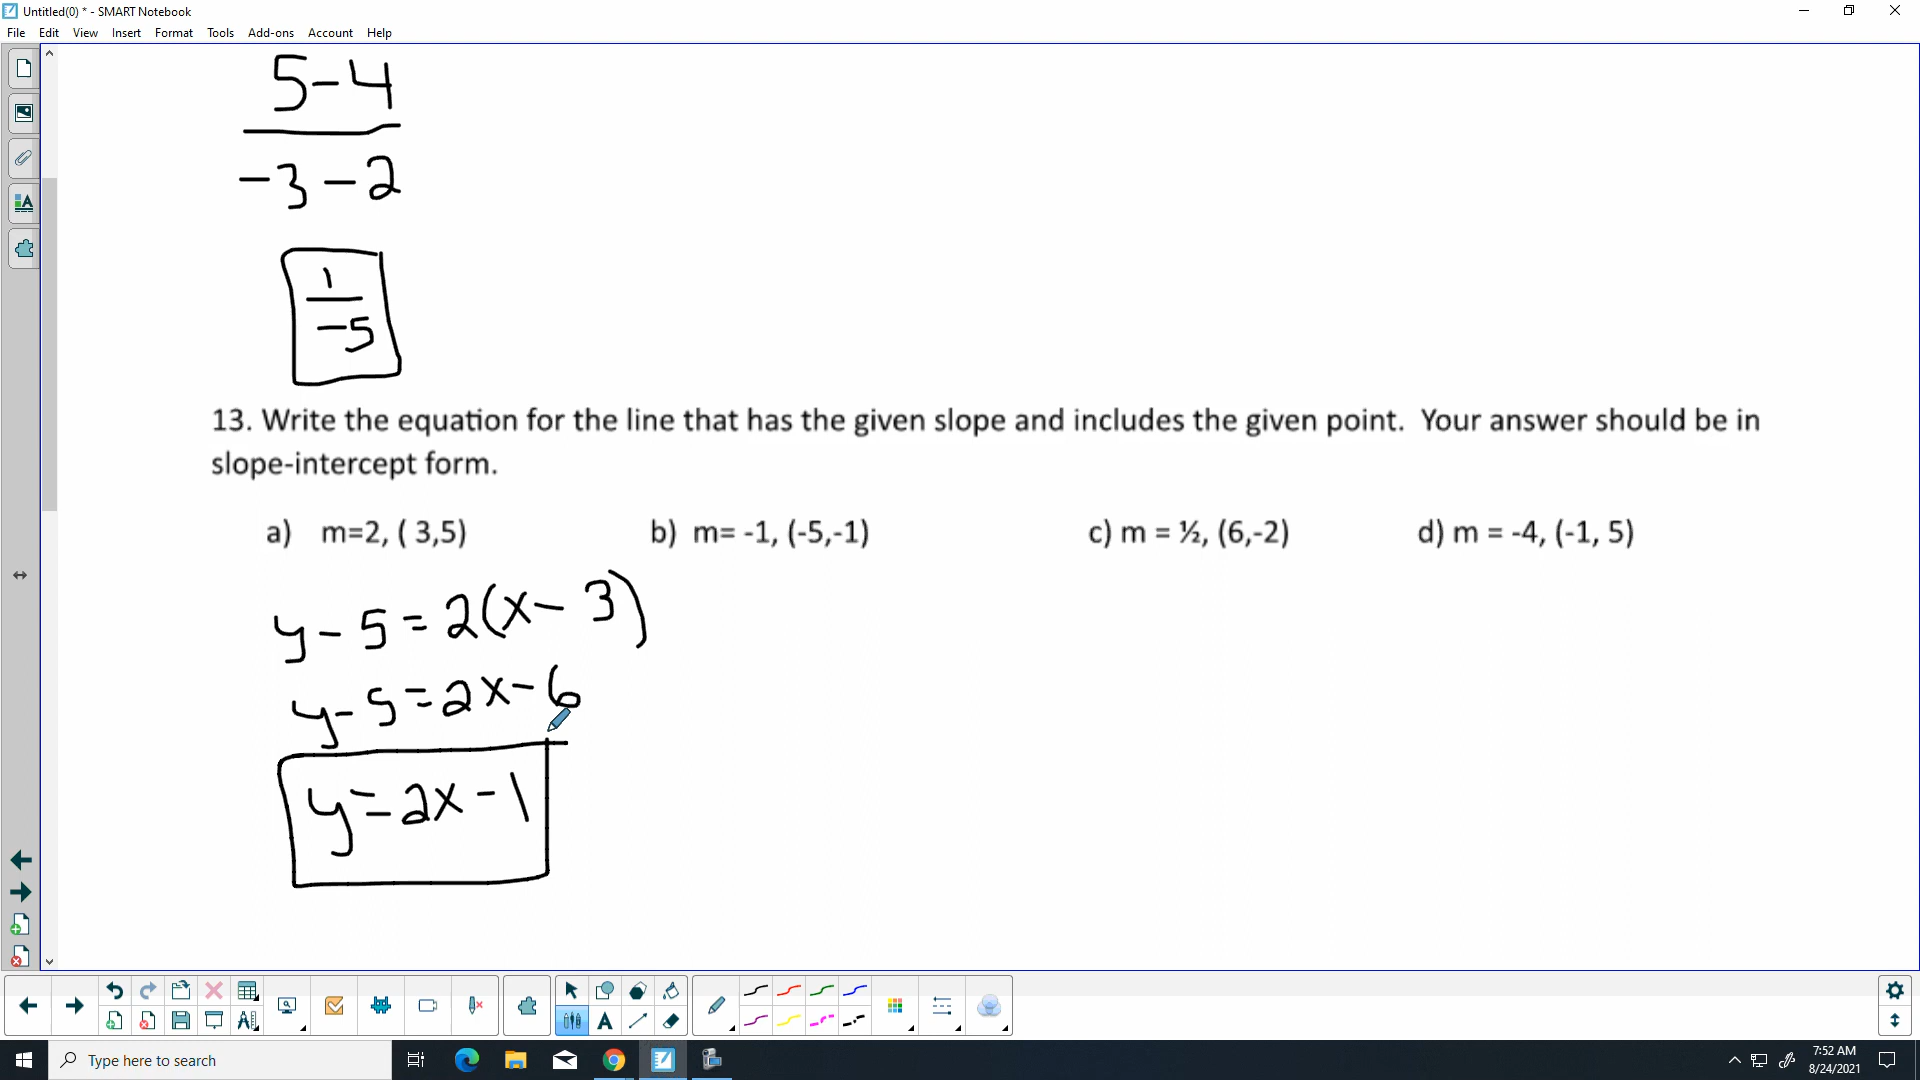 Untitled(0) * - SMART Notebook
File Edit View Insert Format Tools Add-ons Account Help
5-4
-3-2
1
-5
13. Write the equation for the line that has the given slope and includes the given point. Your answer should be in
slope-intercept form.
a) m=2, ( 3,5) b) m= -1, (-5,-1) c) m = ½, (6,-2) d) m = -4, (-1, 5)
y-5=2(x-3)
y-5=2x-6
y=2x-1
Type here to search
7:52 AM
8/24/2021